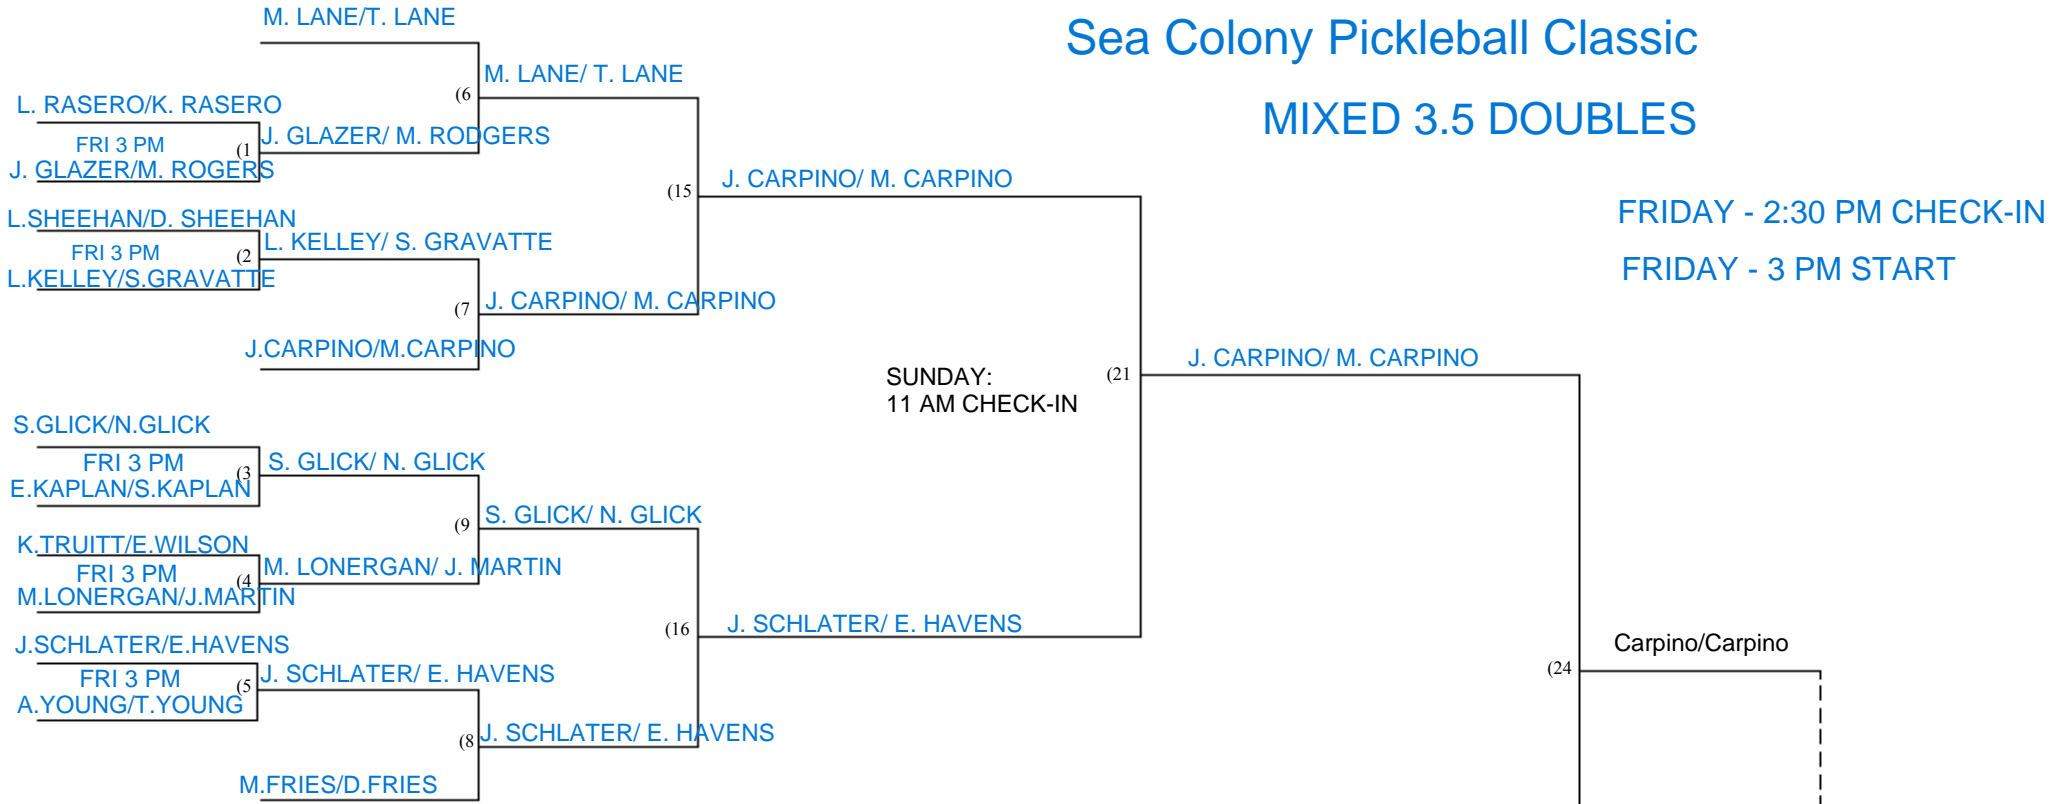 Sea Colony Pickleball Classic
MIXED 3.5 DOUBLES
FRIDAY - 2:30 PM CHECK-IN
FRIDAY - 3 PM START
M. LANE/T. LANE
(6
M. LANE/ T. LANE
L. RASERO/K. RASERO
FRI 3 PM
(1
J. GLAZER/ M. RODGERS
J. GLAZER/M. ROGERS
(15
J. CARPINO/ M. CARPINO
L.SHEEHAN/D. SHEEHAN
FRI 3 PM
(2
L. KELLEY/ S. GRAVATTE
L.KELLEY/S.GRAVATTE
(7
J. CARPINO/ M. CARPINO
J.CARPINO/M.CARPINO
SUNDAY:
11 AM CHECK-IN
(21
J. CARPINO/ M. CARPINO
S.GLICK/N.GLICK
FRI 3 PM
(3
S. GLICK/ N. GLICK
E.KAPLAN/S.KAPLAN
(9
S. GLICK/ N. GLICK
K.TRUITT/E.WILSON
FRI 3 PM
(4
M. LONERGAN/ J. MARTIN
M.LONERGAN/J.MARTIN
(16
J. SCHLATER/ E. HAVENS
J.SCHLATER/E.HAVENS
FRI 3 PM
(5
J. SCHLATER/ E. HAVENS
A.YOUNG/T.YOUNG
(8
J. SCHLATER/ E. HAVENS
M.FRIES/D.FRIES
(24
Carpino/Carpino